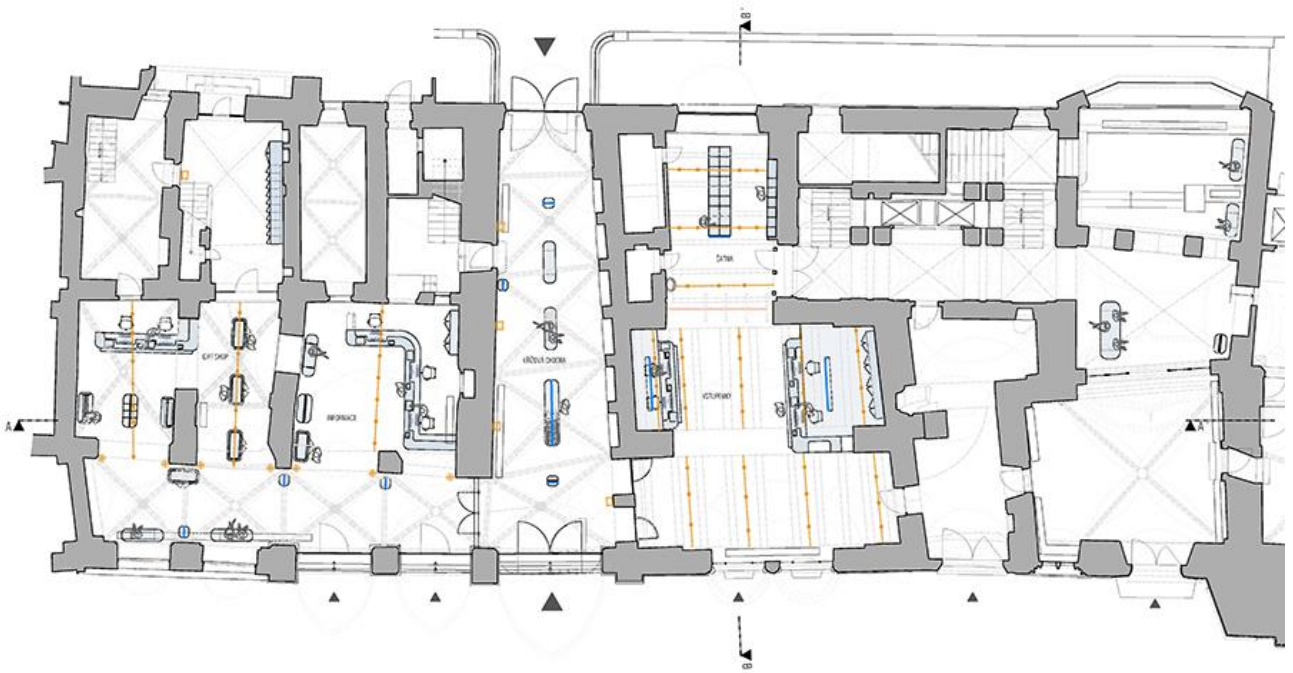 B'
ŠATNA
GIFT SHOP
KŘÍŽOVÁ CHODBA
VSTUPENKY
INFORMACE
A
A'
B